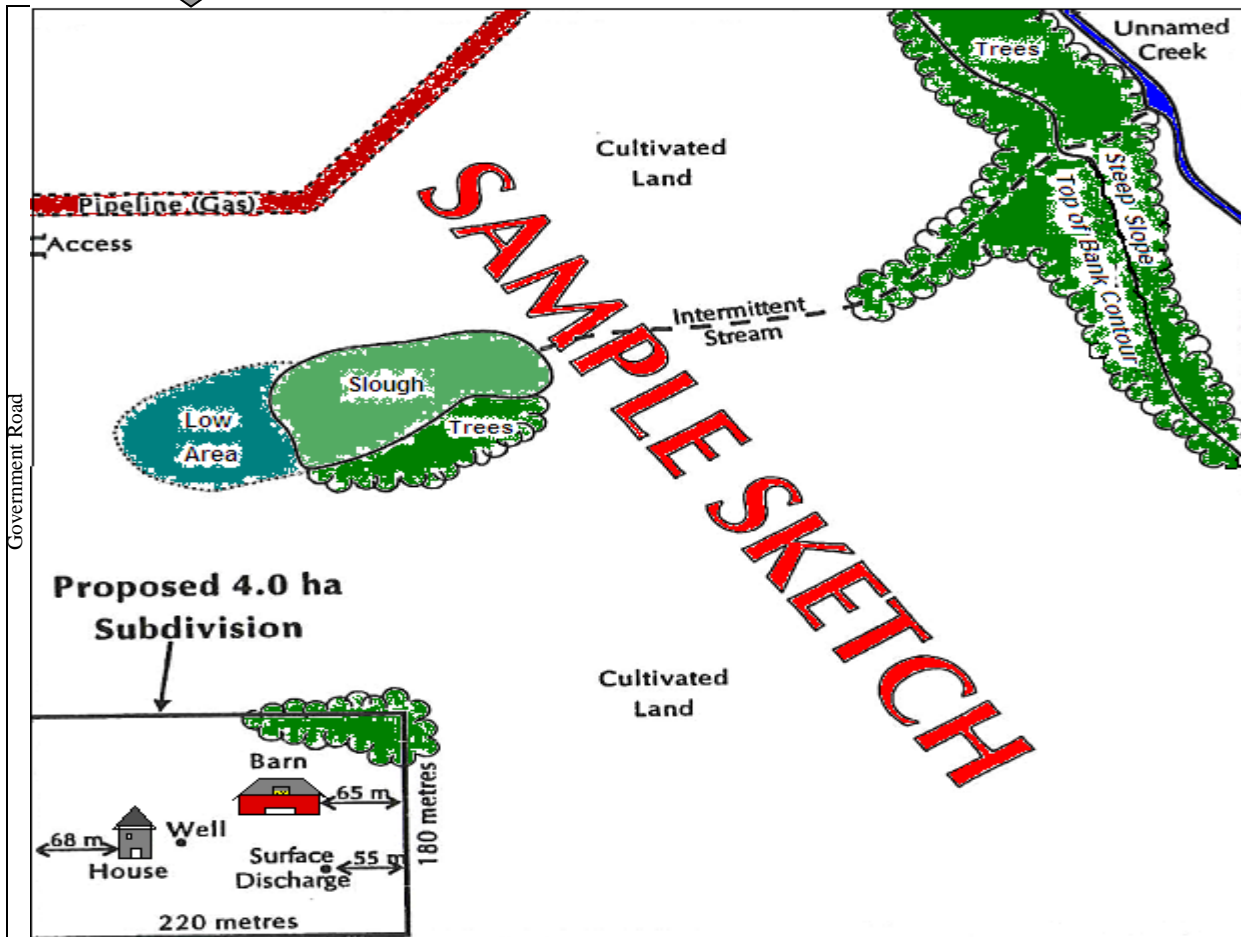 Unnamed
Creek
Trees
Cultivated
Land
Pipeline (Gas)
Access
Steep Slope
Top of Bank Contour
Intermittent
Stream
Slough
Low
Area
Trees
Government Road
SAMPLE SKETCH
Proposed 4.0 ha
Subdivision
Cultivated
Land
Barn
65 m
180 metres
68 m
Well
House
Surface
Discharge
55 m
220 metres